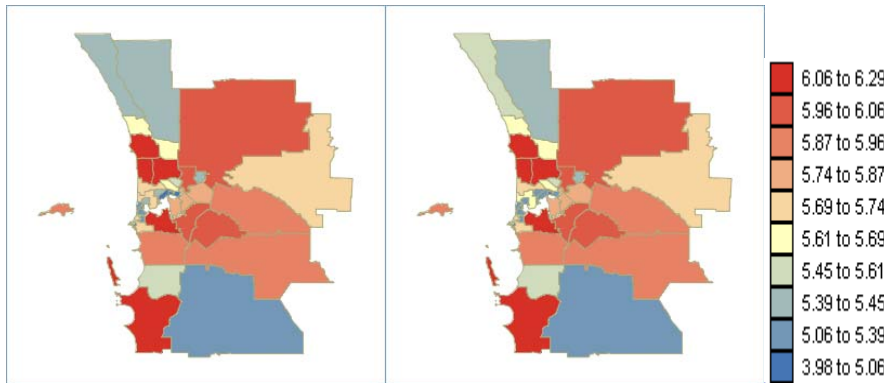 6.06 to 6.29
5.96 to 6.06
5.87 to 5.96
5.74 to 5.87
5.69 to 5.74
5.61 to 5.69
5.45 to 5.61
5.39 to 5.45
5.06 to 5.39
3.98 to 5.06